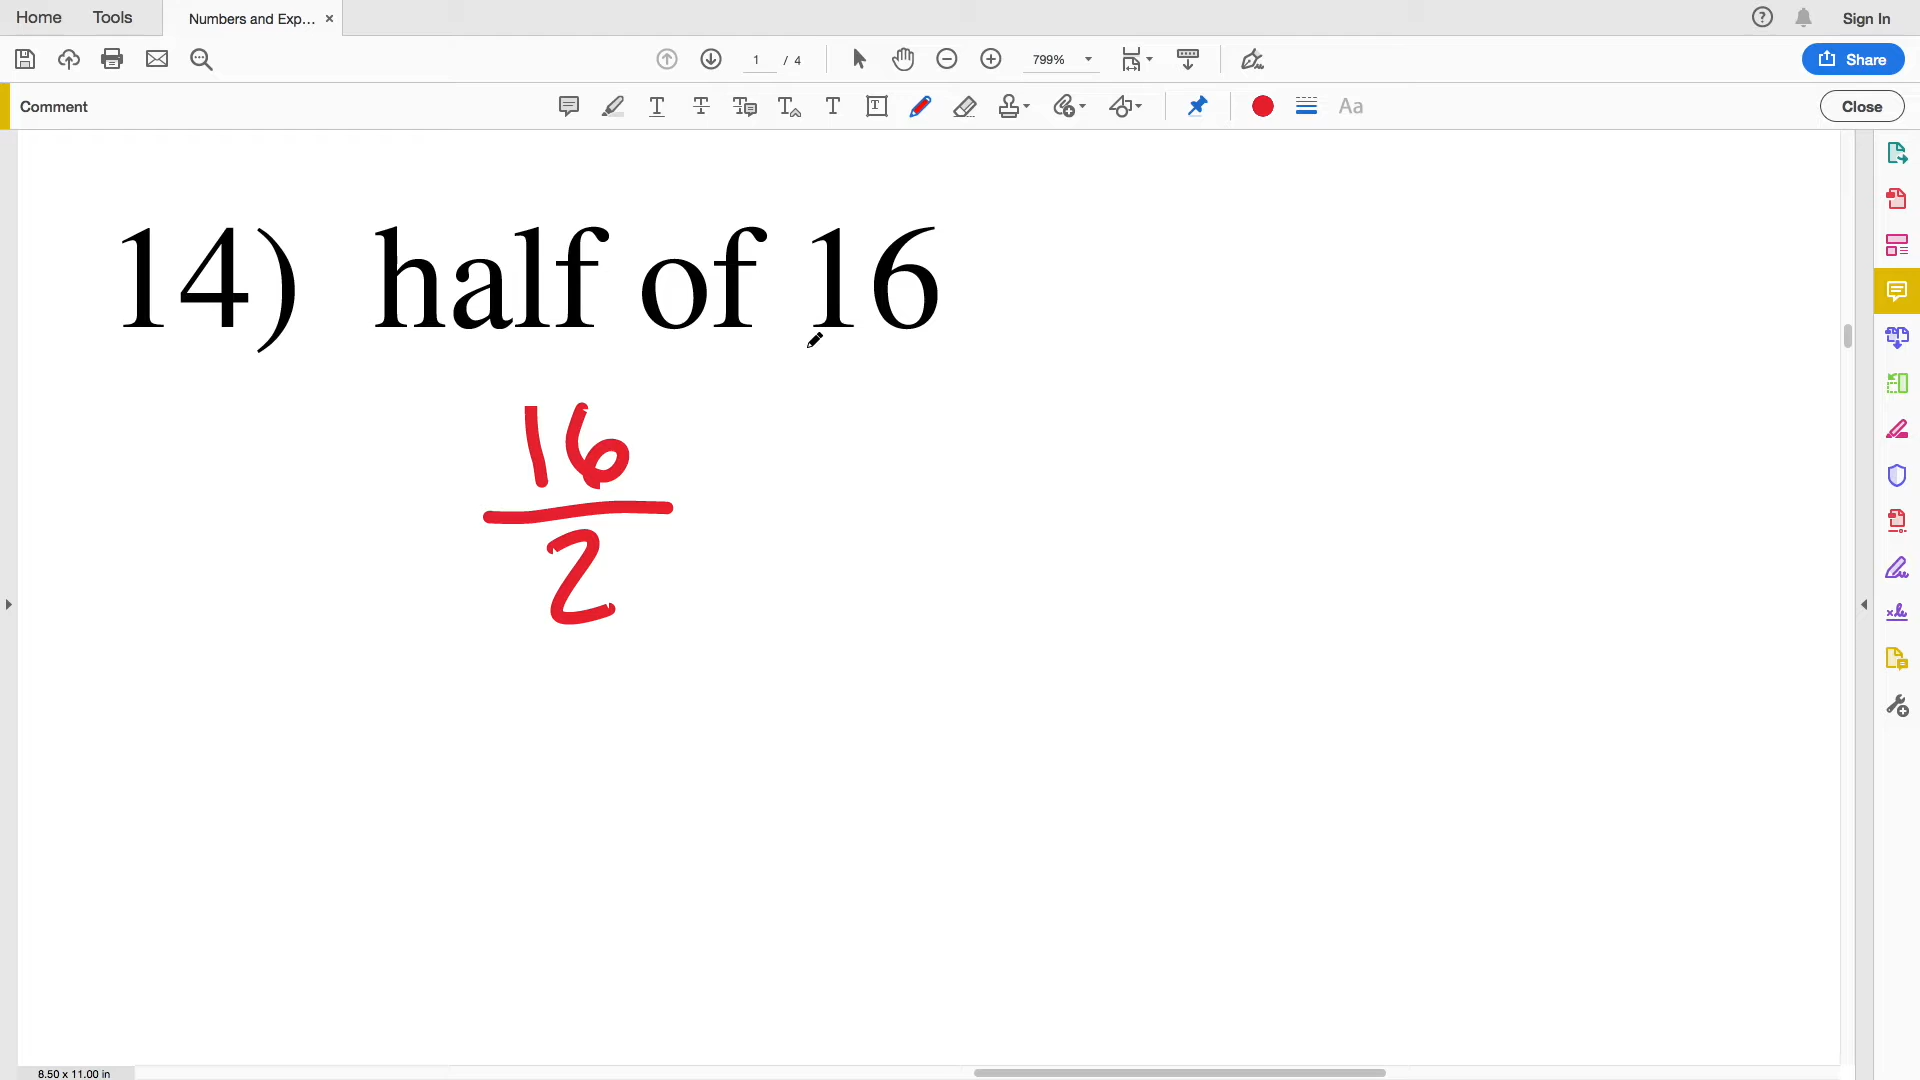 Home Tools Numbers and Exp... × Sign In
1 / 4 799% Share
Comment Aa Close
14) half of 16
16
2
8.50 x 11.00 in